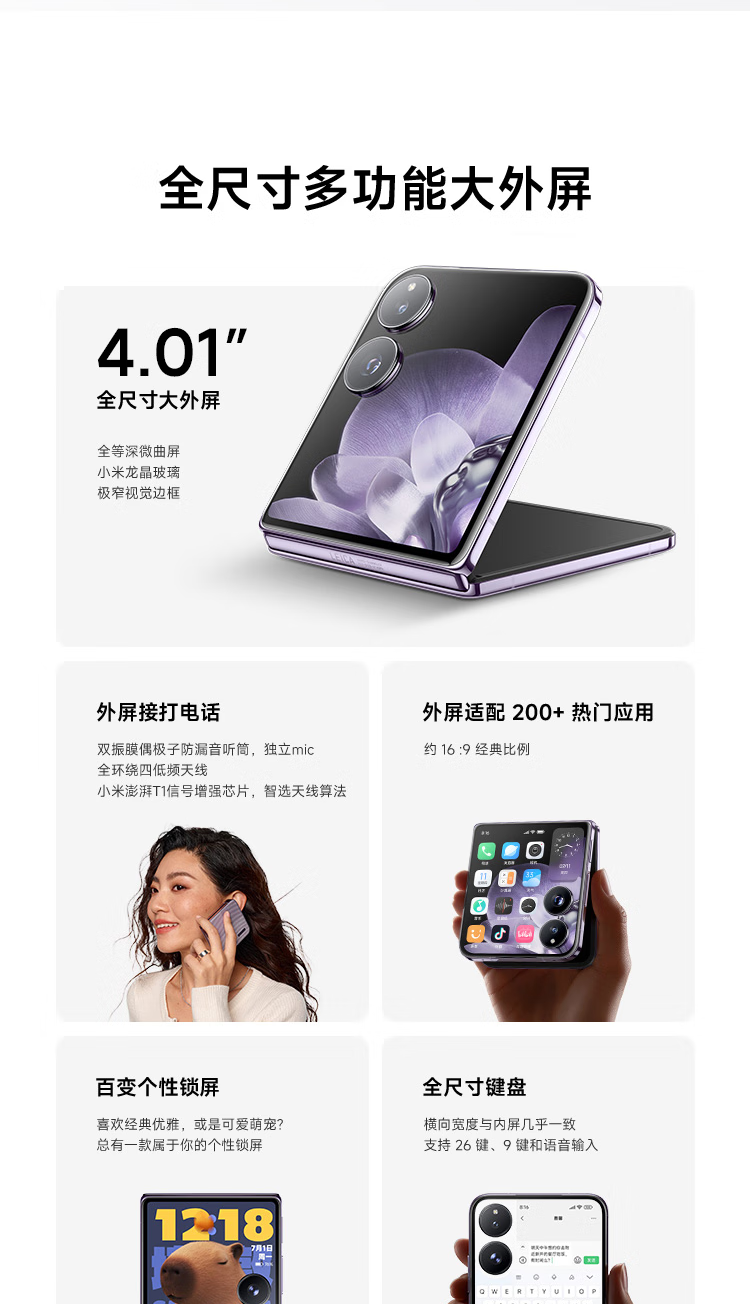 全尺寸多功能大外屏
4.01”
全尺寸大外屏
全等深微曲屏
小米龙晶玻璃
极窄视觉边框
外屏接打电话
双振膜偶极子防漏音听筒，独立mic
全环绕四低频天线
小米澎湃T1信号增强芯片，智选天线算法
外屏适配 200+ 热门应用
约 16 :9 经典比例
百变个性锁屏
喜欢经典优雅，或是可爱萌宠？
总有一款属于你的个性锁屏
全尺寸键盘
横向宽度与内屏几乎一致
支持 26 键、9 键和语音输入
12 18
7月1日
周一
Q W E R T Y U I O P